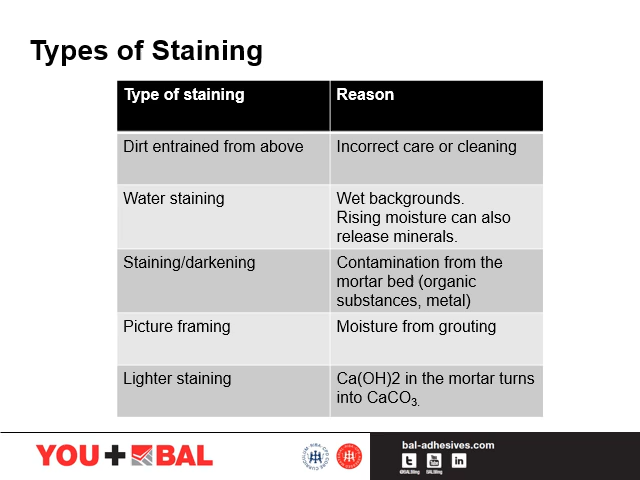 Types of Staining
Type of staining
Reason
Dirt entrained from above
Incorrect care or cleaning
Water staining
Wet backgrounds.
Rising moisture can also
release minerals.
Staining/darkening
Contamination from the
mortar bed (organic
substances, metal)
Picture framing
Moisture from grouting
Lighter staining
Ca(OH)2 in the mortar turns
into CaCO₃.
YOU+BAL
bal-adhesives.com